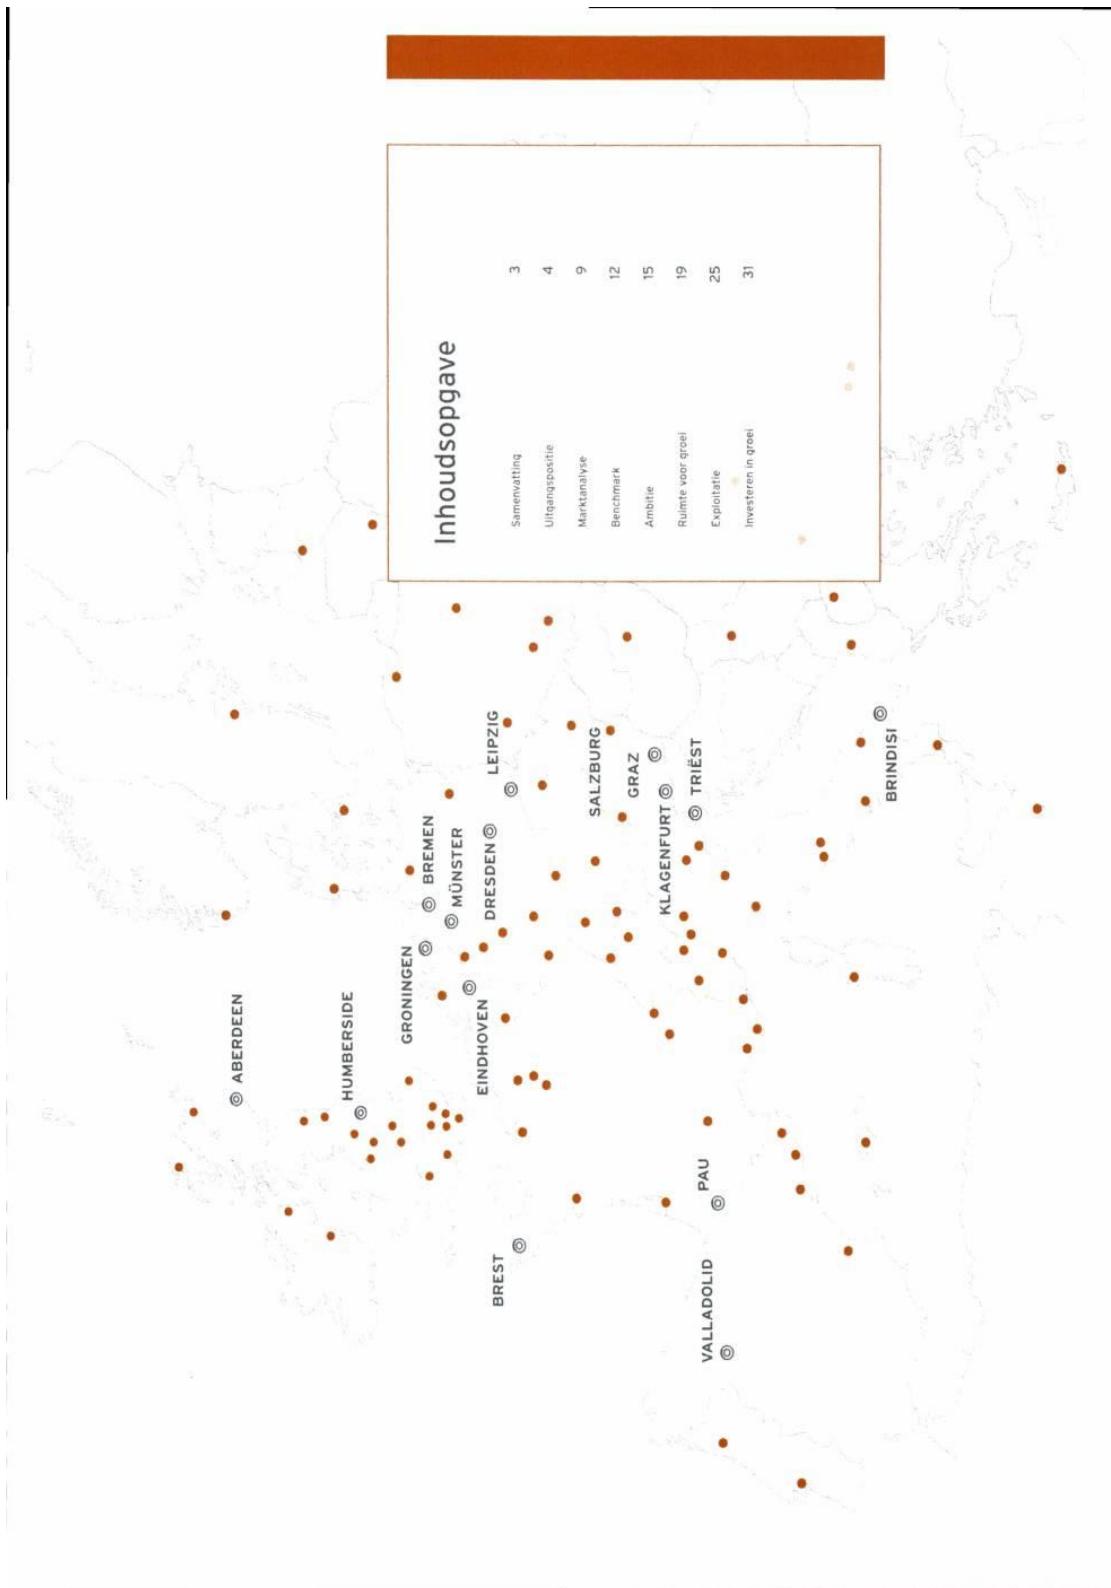 Inhoudsopgave
Samenvatting 3
Uitgangspositie 4
Marktanalyse 9
Benchmark 12
Ambitie 15
Ruimte voor groei 19
Exploitatie 25
Investeren in groei 31
ABERDEEN
HUMBERSIDE
GRONINGEN
BREMEN
MÜNSTER
EINDHOVEN
DRESDEN
LEIPZIG
BREST
SALZBURG
GRAZ
KLAGENFURT
TRIËST
PAU
VALLADOLID
BRINDISI